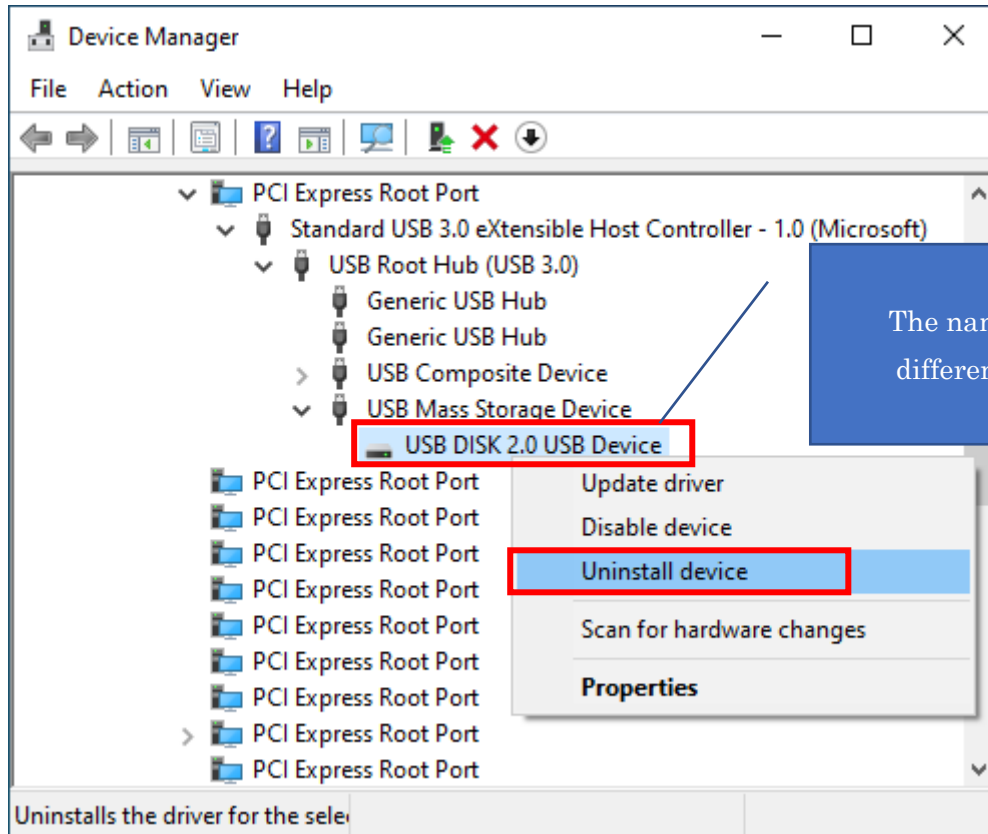 Device Manager
File Action View Help
PCI Express Root Port
Standard USB 3.0 eXtensible Host Controller - 1.0 (Microsoft)
USB Root Hub (USB 3.0)
Generic USB Hub
Generic USB Hub
USB Composite Device
USB Mass Storage Device
USB DISK 2.0 USB Device
The
PCI Express Root Port
PCI Express Root Port
PCI Express Root Port
PCI Express Root Port
PCI Express Root Port
PCI Express Root Port
PCI Express Root Port
PCI Express Root Port
PCI Express Root Port
Update driver
Disable device
Uninstall device
Scan for hardware changes
Properties
Uninstalls the driver for the